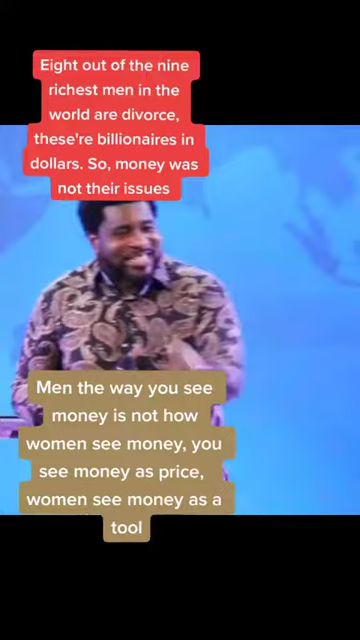 Eight out of the nine
richest men in the
world are divorce,
these're billionaires in
dollars. So, money was
not their issues
Men the way you see
money is not how
women see money, you
see money as price,
women see money as a
tool